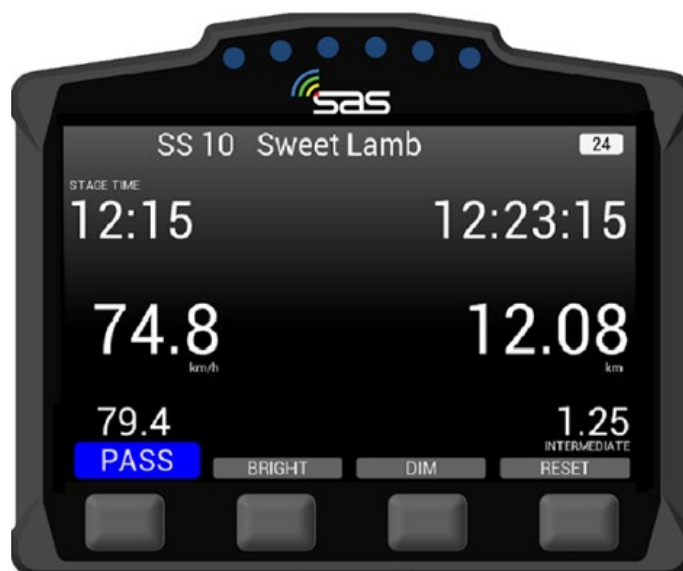 sas
SS 10 Sweet Lamb 24
STAGE TIME
12:15 12:23:15
74.8 12.08
km/h km
79.4 1.25
INTERMEDIATE
PASS BRIGHT DIM RESET